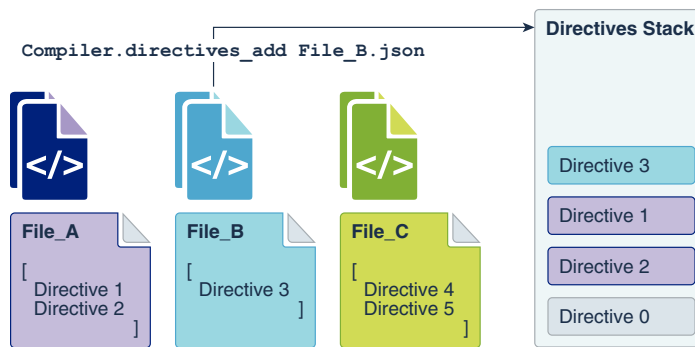 Compiler.directives_add File_B.json
Directives Stack
</>
</>
</>
File_A
[
Directive 1
Directive 2
]
File_B
[
Directive 3
]
File_C
[
Directive 4
Directive 5
]
Directive 3
Directive 1
Directive 2
Directive 0